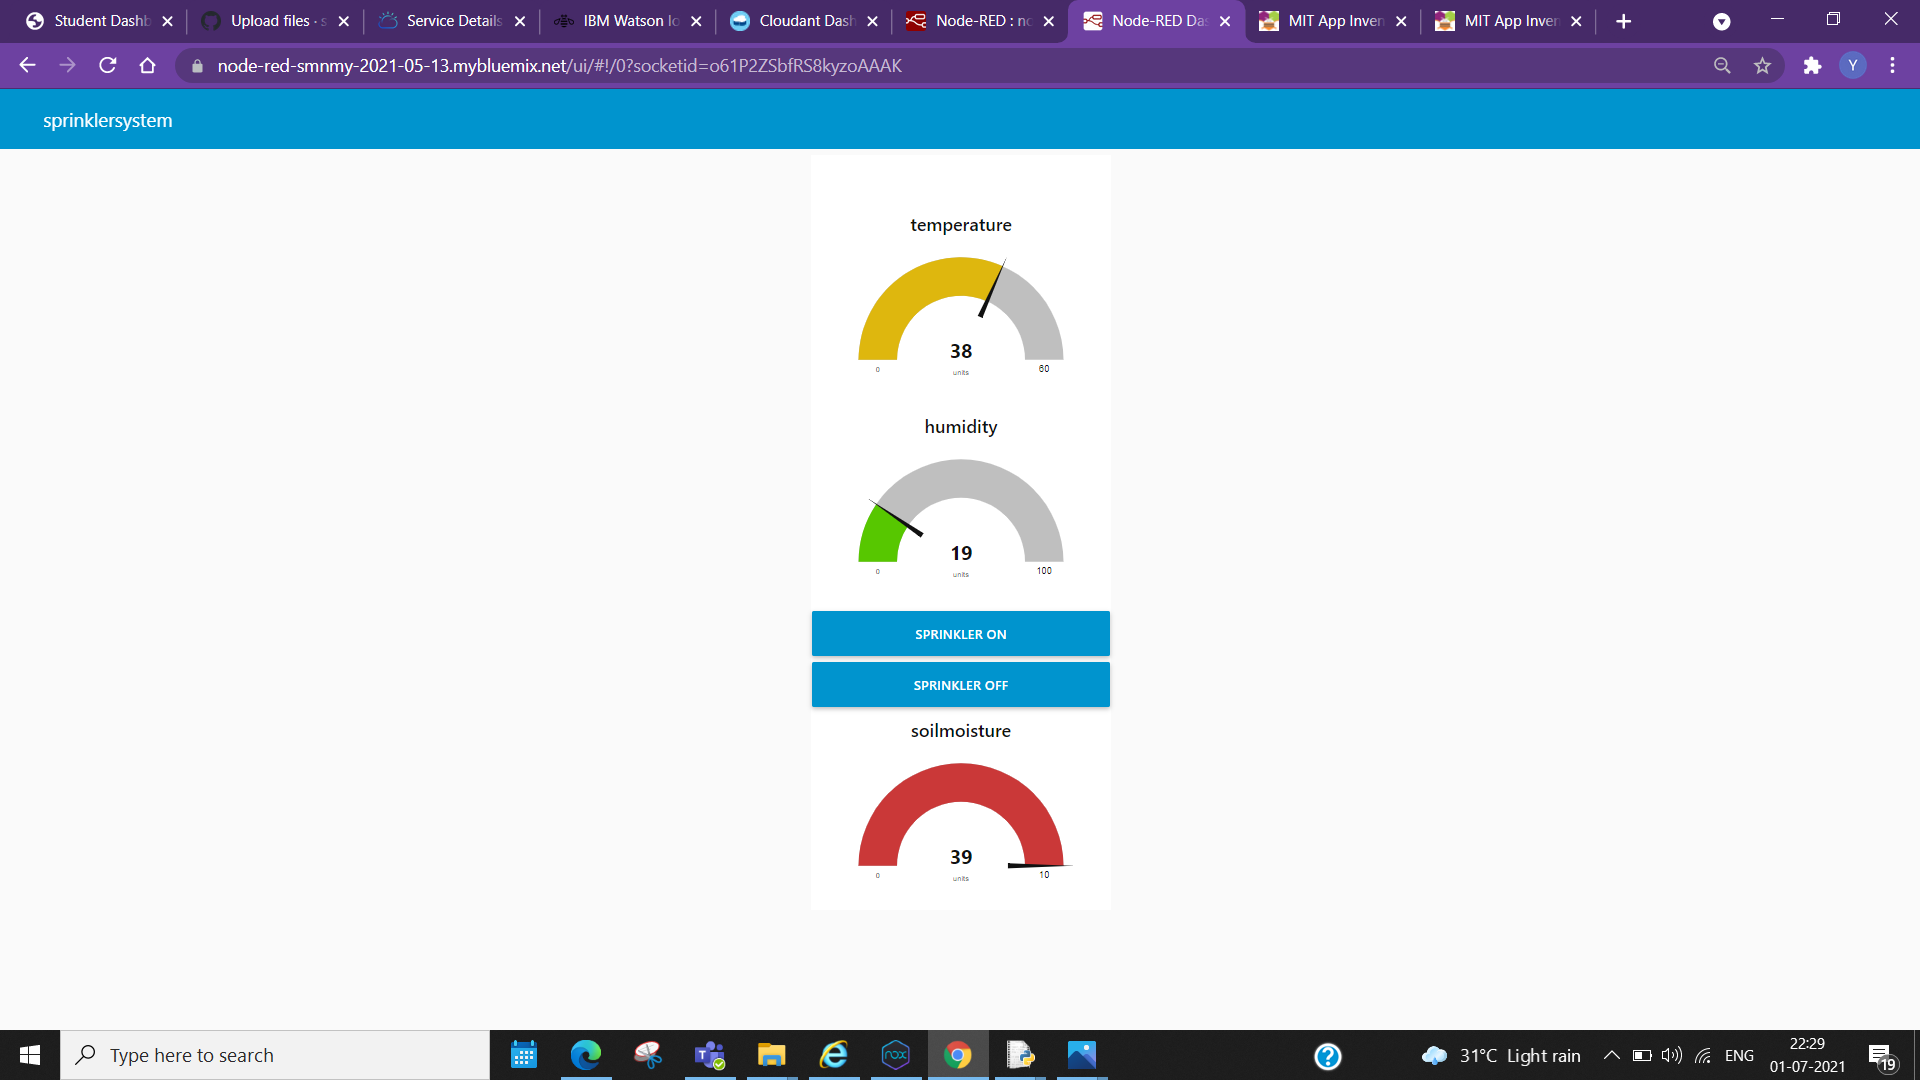 Student Dashb
Upload files · s
Service Details
IBM Watson Io
Cloudant Dash
Node-RED : no
Node-RED Das
MIT App Inven
MIT App Inven
node-red-smnmy-2021-05-13.mybluemix.net/ui/#!/0?socketid=o61P2ZSbfRS8kyzoAAAK
Y
sprinklersystem
temperature
38
units
0
60
humidity
19
units
0
100
SPRINKLER ON
SPRINKLER OFF
soilmoisture
39
units
0
10
Type here to search
nox
31°C Light rain
ENG
22:29
01-07-2021
19